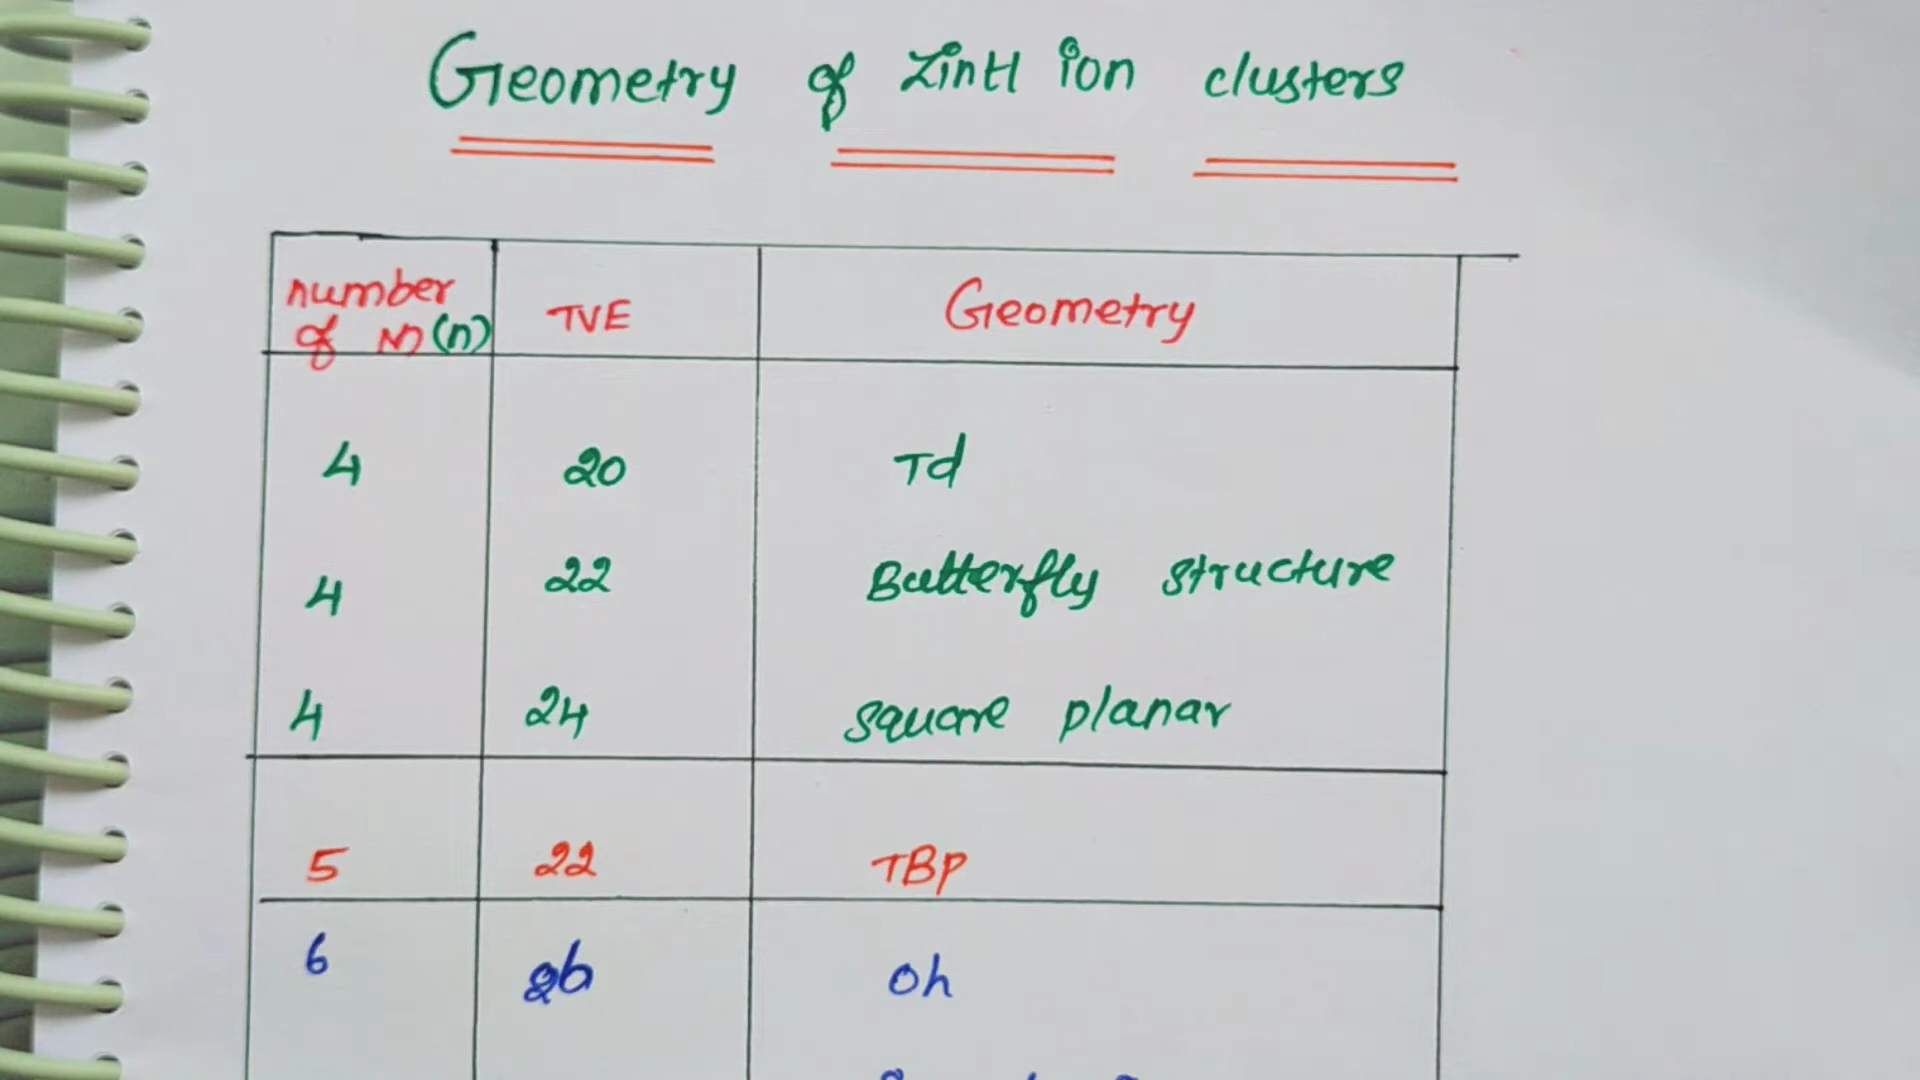 Geometry of Zintl ion clusters
number of M(n) TVE Geometry
4 20 Td
4 22 Butterfly structure
4 24 square planar
5 22 TBP
6 26 oh